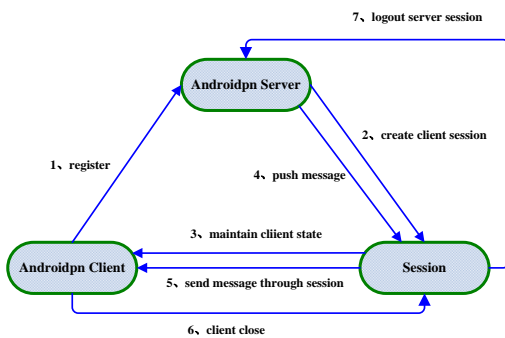 7、logout server session
Androidpn Server
2、create client session
1、register
4、push message
3、maintain cliient state
Androidpn Client
Session
5、send message through session
6、client close